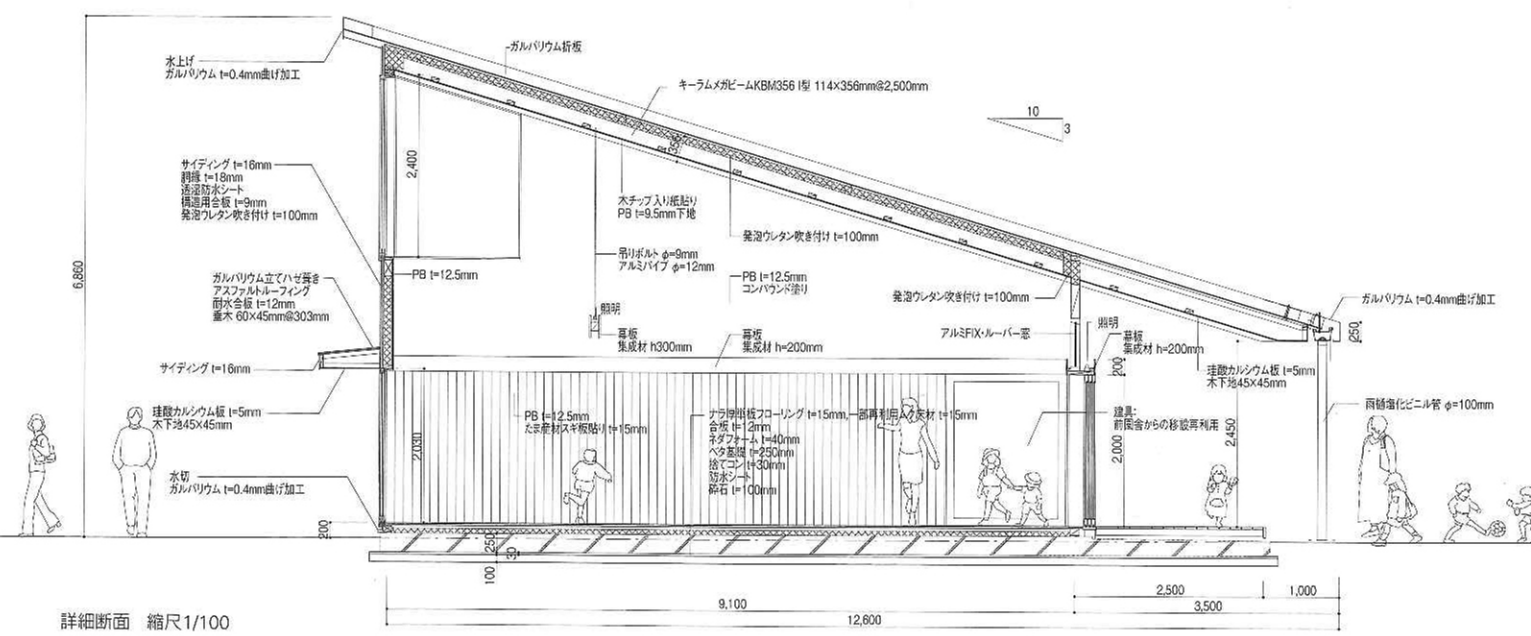 水上げ
ガルバリウム t=0.4mm曲げ加工
ガルバリウム折板
キーラムメガビームKBM356 I型 114×356mm@2,500mm
10
3
6,860
2,400
356
サイディング t=16mm
胴縁 t=18mm
透湿防水シート
構造用合板 t=9mm
発泡ウレタン吹き付け t=100mm
木チップ入り紙貼り
PB t=9.5mm下地
発泡ウレタン吹き付け t=100mm
吊りボルト φ=9mm
アルミパイプ φ=12mm
PB t=12.5mm
ガルバリウム立てハゼ葺き
アスファルトルーフィング
耐水合板 t=12mm
垂木 60×45mm@303mm
PB t=12.5mm
コンパウンド塗り
発泡ウレタン吹き付け t=100mm
ガルバリウム t=0.4mm曲げ加工
照明
幕板
集成材 h300mm
幕板
集成材 h=200mm
アルミFIX・ルーバー窓
照明
幕板
集成材 h=200mm
250
200
サイディング t=16mm
珪酸カルシウム板 t=5mm
木下地45×45mm
珪酸カルシウム板 t=5mm
木下地45×45mm
雨樋塩化ビニル管 φ=100mm
PB t=12.5mm
たま産材スギ板貼り t=15mm
ナラ厚単板フローリング t=15mm,一部再利用ムク床材 t=15mm
合板 t=12mm
ネダフォーム t=40mm
ベタ基礎 t=250mm
捨てコン t=30mm
防水シート
砕石 t=100mm
建具:
前園舎からの移設再利用
2,030
2,000
2,450
水切
ガルバリウム t=0.4mm曲げ加工
200
250
30
100
2,500
1,000
9,100
3,500
12,600
詳細断面 縮尺1/100